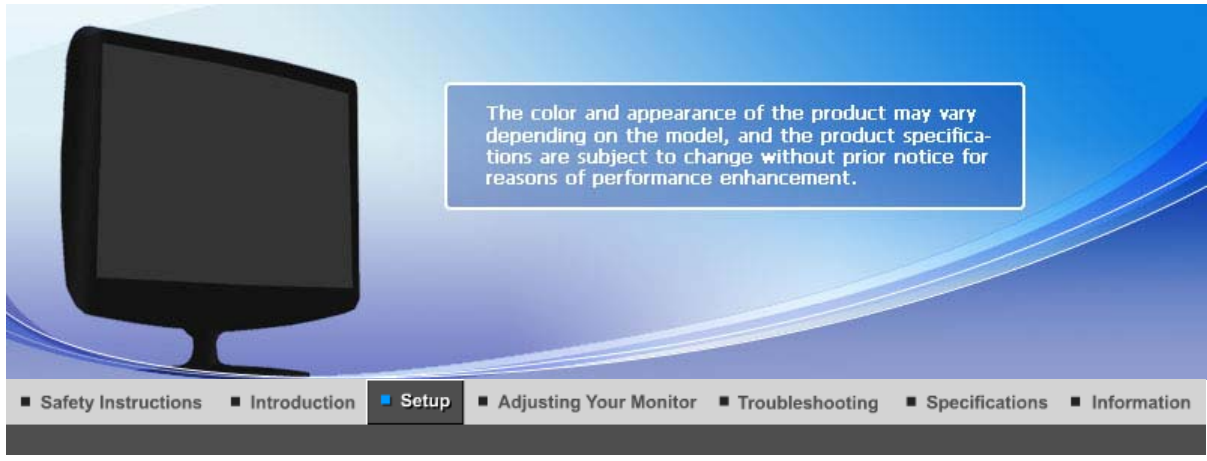 The color and appearance of the product may vary
depending on the model, and the product specifica-
tions are subject to change without prior notice for
reasons of performance enhancement.
Safety Instructions Introduction Setup Adjusting Your Monitor Troubleshooting Specifications Information